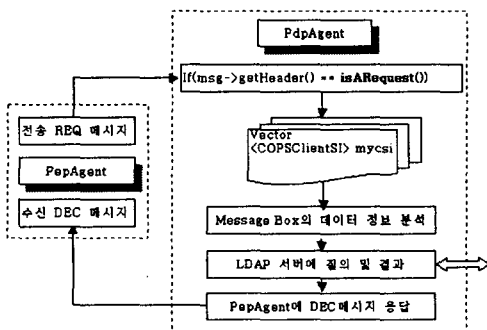 PdpAgent
If(msg->getHeader() == isARequest())
전송 REQ 메시지
PepAgent
수신 DEC 메시지
Vector
<COPSClientSI> mycsi
Message Box의 데이터 정보 분석
LDAP 서버에 질의 및 결과
PepAgent에 DEC메시지 응답